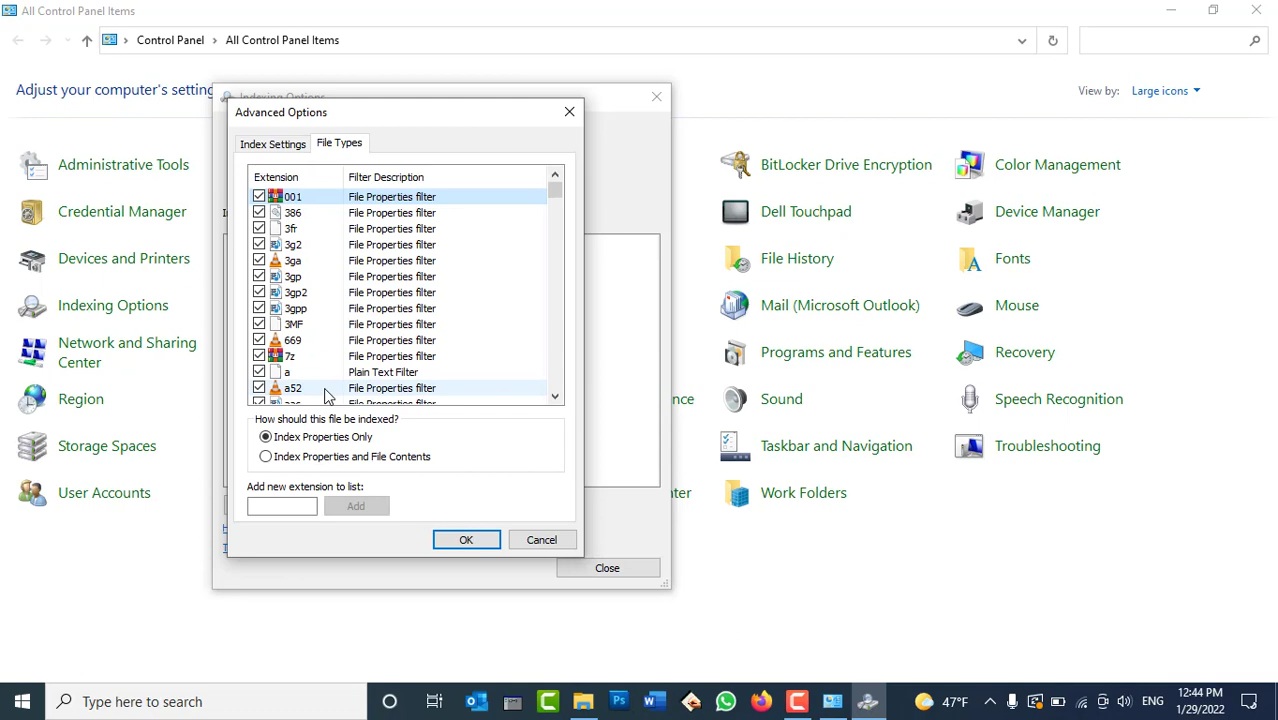 All Control Panel Items
Control Panel > All Control Panel Items
Adjust your computer's setting
View by: Large icons
Indexing Options
Advanced Options
Index Settings File Types
Extension Filter Description
001 File Properties filter
386 File Properties filter
3fr File Properties filter
3g2 File Properties filter
3ga File Properties filter
3gp File Properties filter
3gp2 File Properties filter
3gpp File Properties filter
3MF File Properties filter
669 File Properties filter
7z File Properties filter
a Plain Text Filter
a52 File Properties filter
How should this file be indexed?
Index Properties Only
Index Properties and File Contents
Add new extension to list:
Add
OK Cancel
Close
Administrative Tools
BitLocker Drive Encryption
Color Management
Credential Manager
Dell Touchpad
Device Manager
Devices and Printers
File History
Fonts
Indexing Options
Mail (Microsoft Outlook)
Mouse
Network and Sharing
Center
Programs and Features
Recovery
Region
nce
Sound
Speech Recognition
Storage Spaces
Taskbar and Navigation
Troubleshooting
User Accounts
nter
Work Folders
Type here to search
Ps
47°F
ENG
12:44 PM
1/29/2022